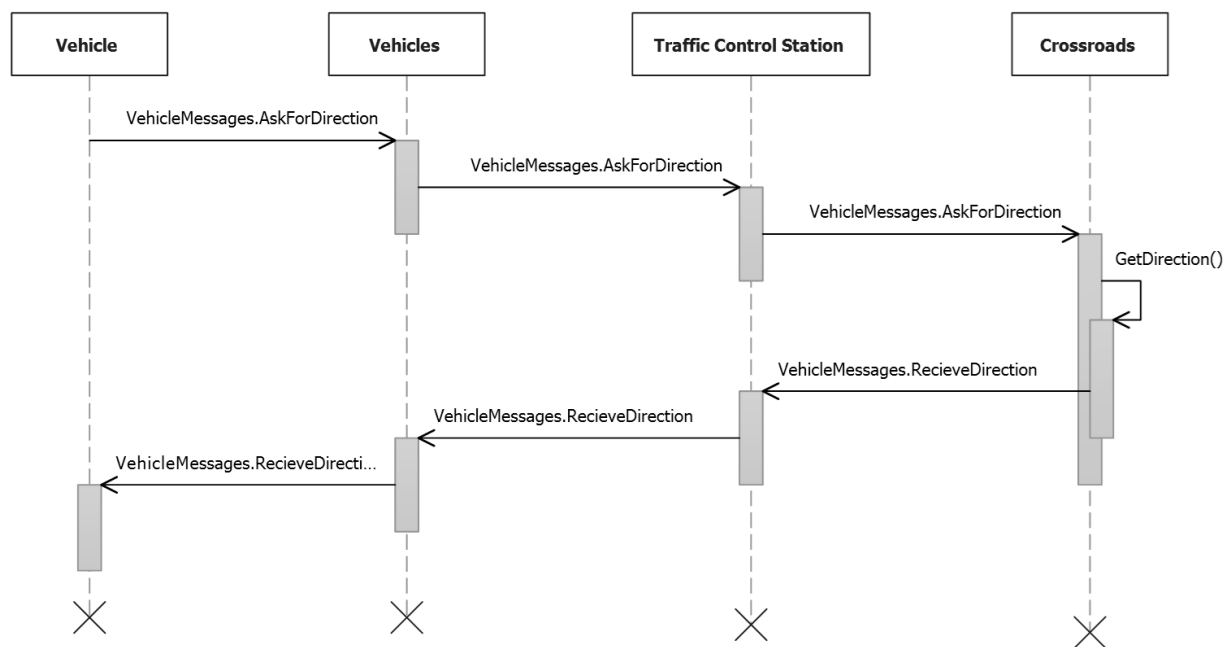 Vehicle
Vehicles
Traffic Control Station
Crossroads
VehicleMessages.AskForDirection
VehicleMessages.AskForDirection
VehicleMessages.AskForDirection
GetDirection()
VehicleMessages.RecieveDirection
VehicleMessages.RecieveDirection
VehicleMessages.RecieveDirecti...